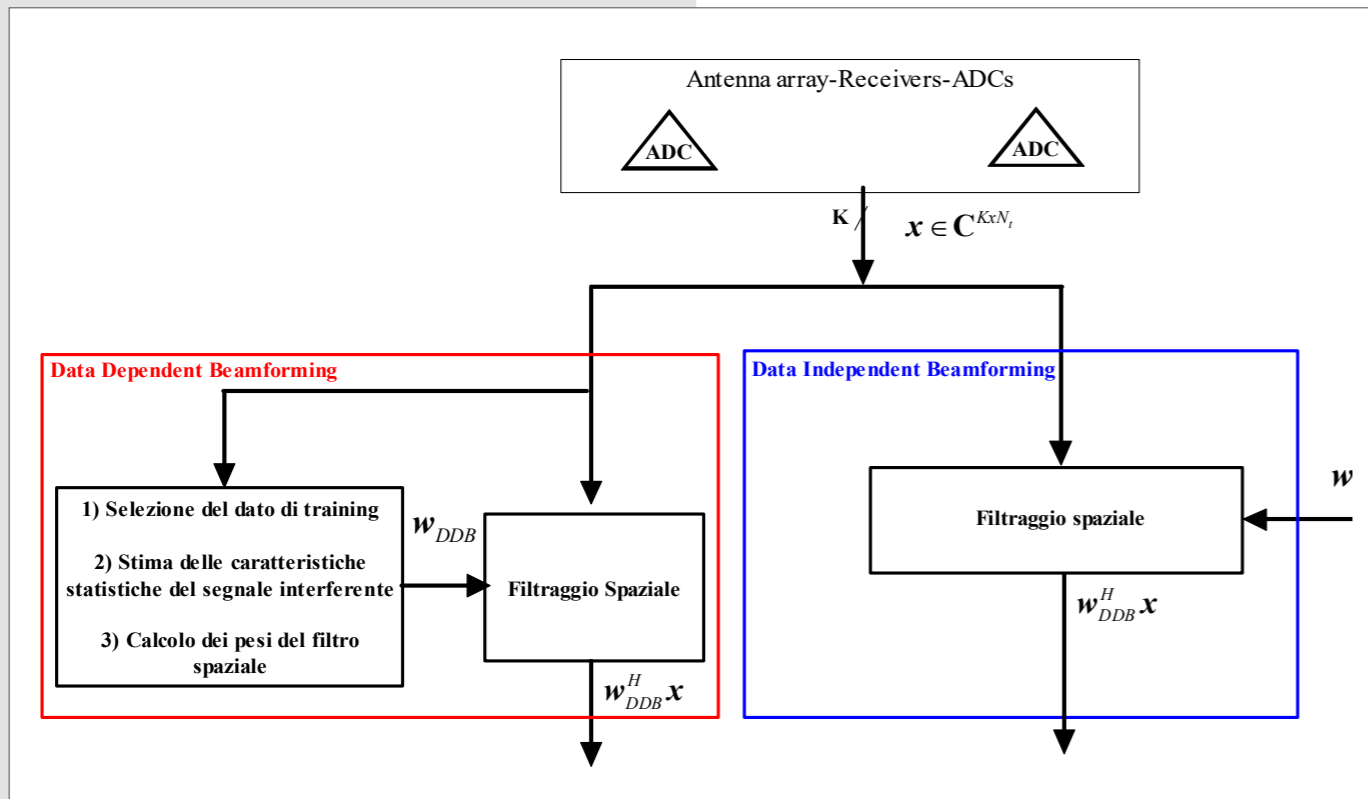 Antenna array-Receivers-ADCs
ADC
ADC
K
x ∈ C^{KxN_t}
Data Dependent Beamforming
Data Independent Beamforming
1) Selezione del dato di training
2) Stima delle caratteristiche
statistiche del segnale interferente
3) Calcolo dei pesi del filtro
spaziale
w_{DDB}
Filtraggio Spaziale
w_{DDB}^{H} x
Filtraggio spaziale
w
w_{DDB}^{H} x